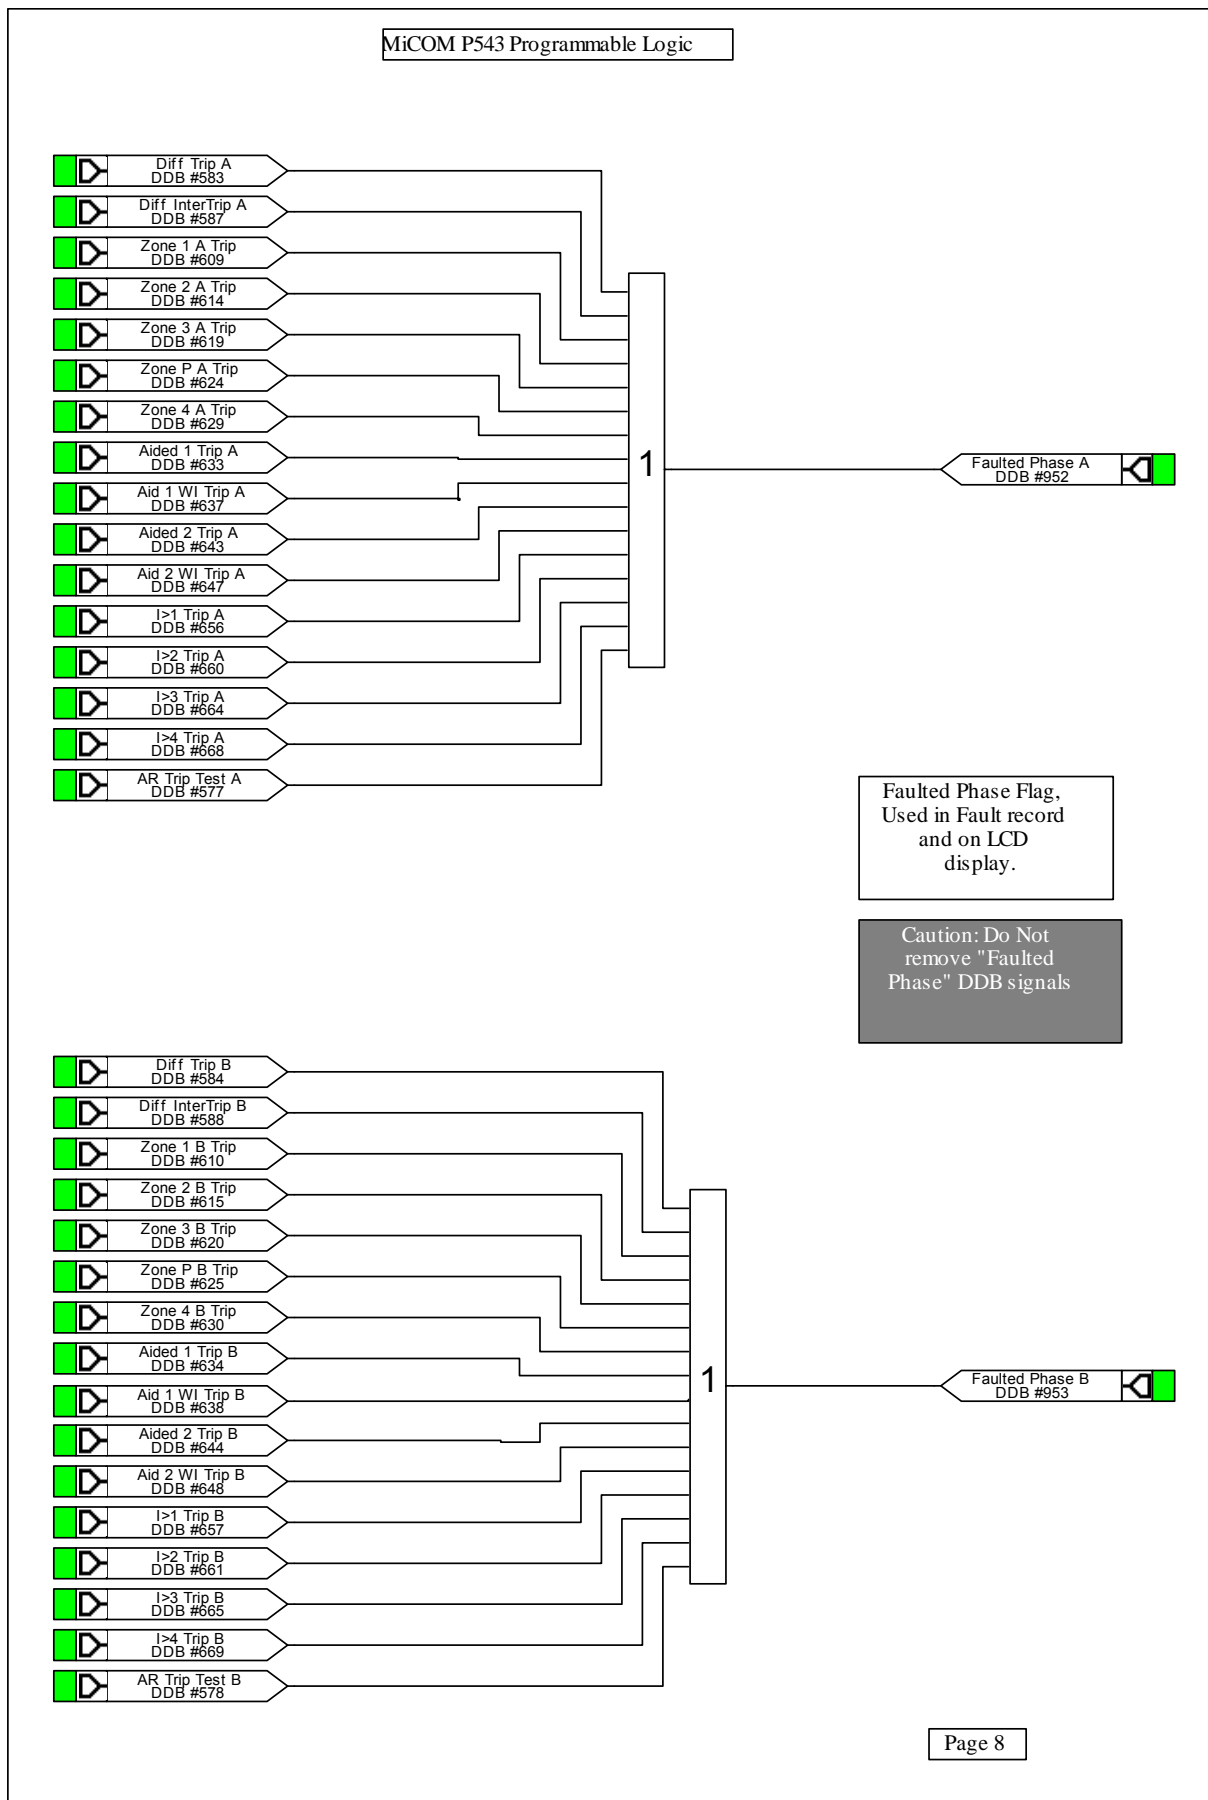 MiCOM P543 Programmable Logic
Diff Trip A
DDB #583
Diff InterTrip A
DDB #587
Zone 1 A Trip
DDB #609
Zone 2 A Trip
DDB #614
Zone 3 A Trip
DDB #619
Zone P A Trip
DDB #624
Zone 4 A Trip
DDB #629
Aided 1 Trip A
DDB #633
Aid 1 WI Trip A
DDB #637
Aided 2 Trip A
DDB #643
Aid 2 WI Trip A
DDB #647
I>1 Trip A
DDB #656
I>2 Trip A
DDB #660
I>3 Trip A
DDB #664
I>4 Trip A
DDB #668
AR Trip Test A
DDB #577
1
Faulted Phase A
DDB #952
Faulted Phase Flag,
Used in Fault record
and on LCD
display.
Caution: Do Not
remove "Faulted
Phase" DDB signals
Diff Trip B
DDB #584
Diff InterTrip B
DDB #588
Zone 1 B Trip
DDB #610
Zone 2 B Trip
DDB #615
Zone 3 B Trip
DDB #620
Zone P B Trip
DDB #625
Zone 4 B Trip
DDB #630
Aided 1 Trip B
DDB #634
Aid 1 WI Trip B
DDB #638
Aided 2 Trip B
DDB #644
Aid 2 WI Trip B
DDB #648
I>1 Trip B
DDB #657
I>2 Trip B
DDB #661
I>3 Trip B
DDB #665
I>4 Trip B
DDB #669
AR Trip Test B
DDB #578
1
Faulted Phase B
DDB #953
Page 8